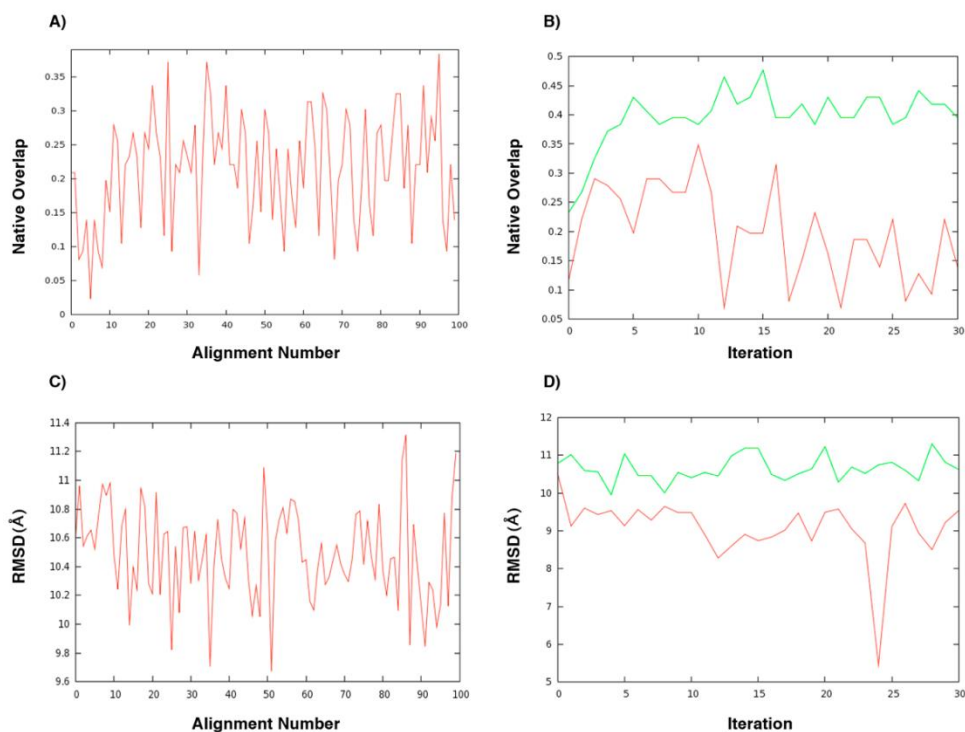 A)
Native Overlap
0.35
0.3
0.25
0.2
0.15
0.1
0.05
0
0 10 20 30 40 50 60 70 80 90 100
Alignment Number
B)
Native Overlap
0.5
0.45
0.4
0.35
0.3
0.25
0.2
0.15
0.1
0.05
0 5 10 15 20 25 30
Iteration
C)
RMSD (Å)
11.4
11.2
11
10.8
10.6
10.4
10.2
10
9.8
9.6
0 10 20 30 40 50 60 70 80 90 100
Alignment Number
D)
RMSD (Å)
12
11
10
9
8
7
6
5
0 5 10 15 20 25 30
Iteration